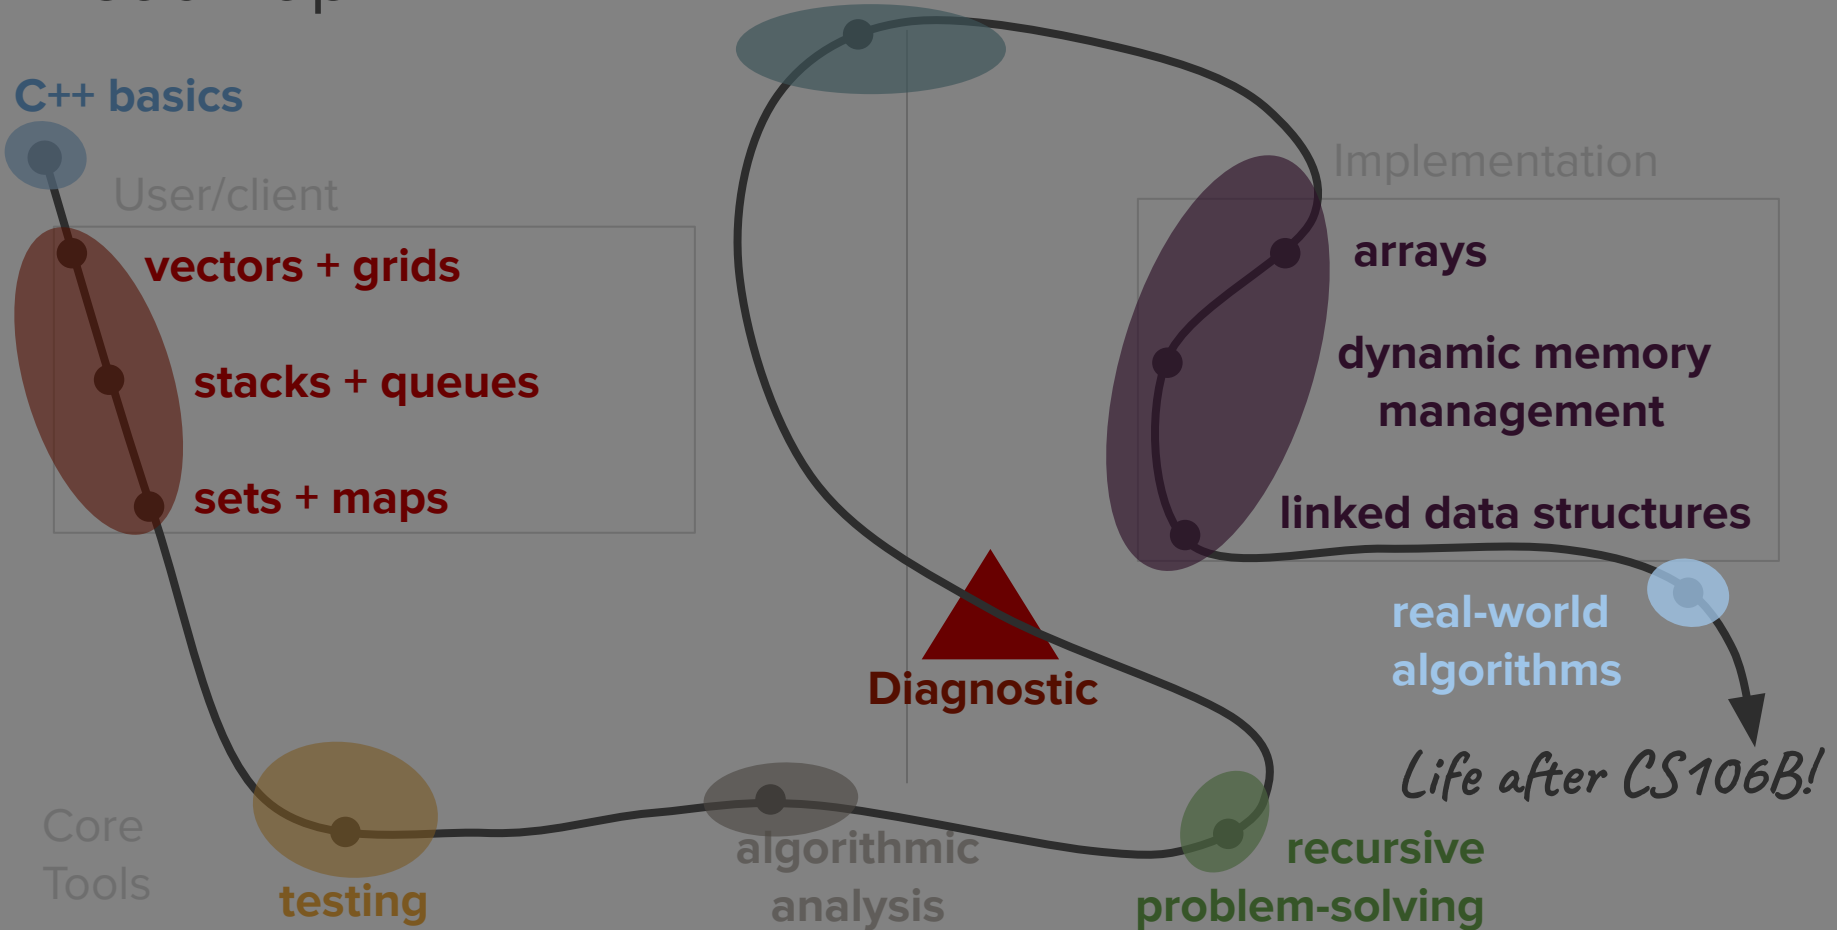 C++ basics
User/client
vectors + grids
stacks + queues
sets + maps
Core
Tools
testing
algorithmic
analysis
Diagnostic
recursive
problem-solving
Implementation
arrays
dynamic memory
management
linked data structures
real-world
algorithms
Life after CS106B!